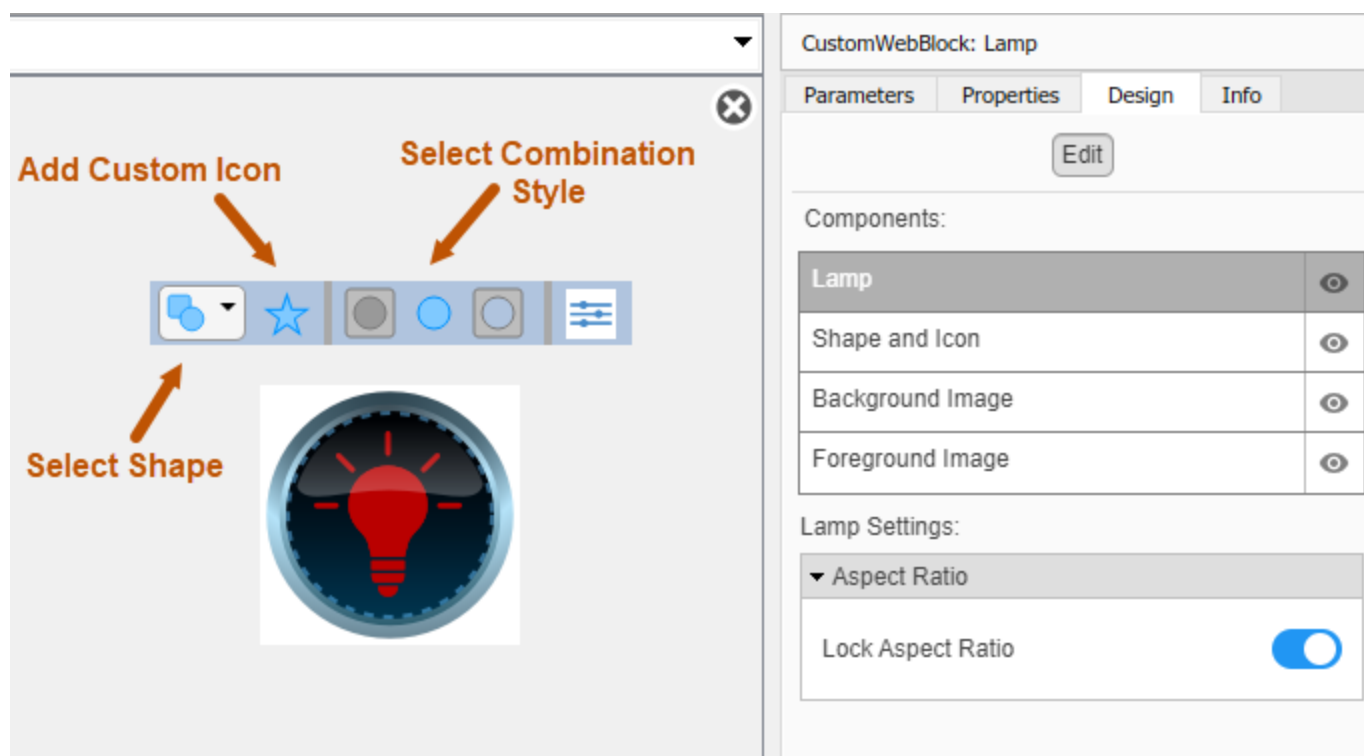 CustomWebBlock: Lamp
Parameters Properties Design Info
Edit
Add Custom Icon
Select Combination
Style
Select Shape
Components:
Lamp
Shape and Icon
Background Image
Foreground Image
Lamp Settings:
Aspect Ratio
Lock Aspect Ratio